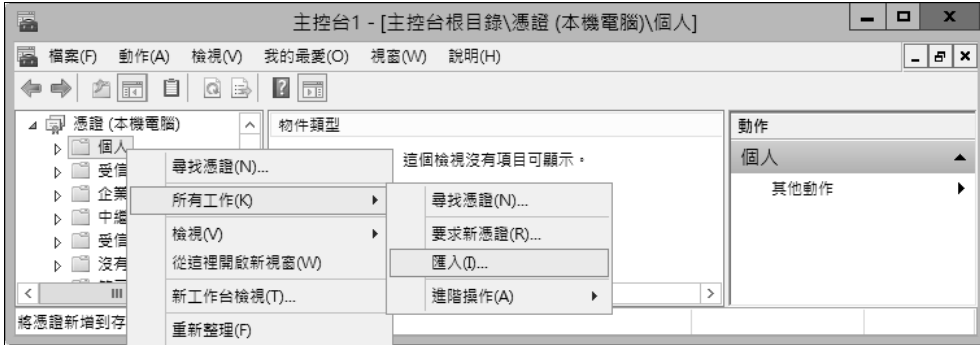 主控台1 - [主控台根目錄\憑證 (本機電腦)\個人]
檔案(F) 動作(A) 檢視(V) 我的最愛(O) 視窗(W) 說明(H)
憑證 (本機電腦)
個人
受信
企業
中繼
受信
沒有
物件類型
這個檢視沒有項目可顯示。
動作
個人
其他動作
尋找憑證(N)...
所有工作(K)
檢視(V)
從這裡開啟新視窗(W)
新工作台檢視(T)...
重新整理(F)
尋找憑證(N)...
要求新憑證(R)...
匯入(I)...
進階操作(A)
將憑證新增到存